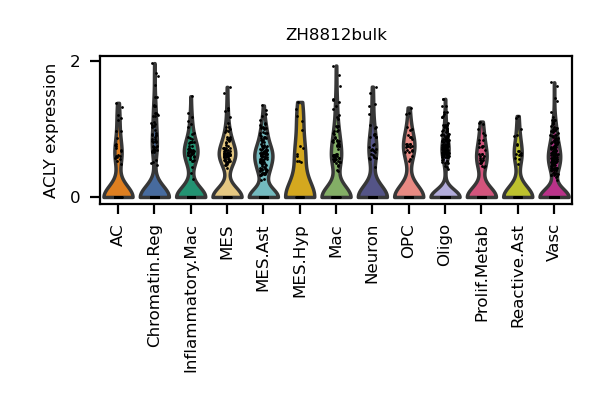 ZH8812bulk
ACLY expression
2
0
AC
Chromatin.Reg
Inflammatory.Mac
MES
MES.Ast
MES.Hyp
Mac
Neuron
OPC
Oligo
Prolif.Metab
Reactive.Ast
Vasc